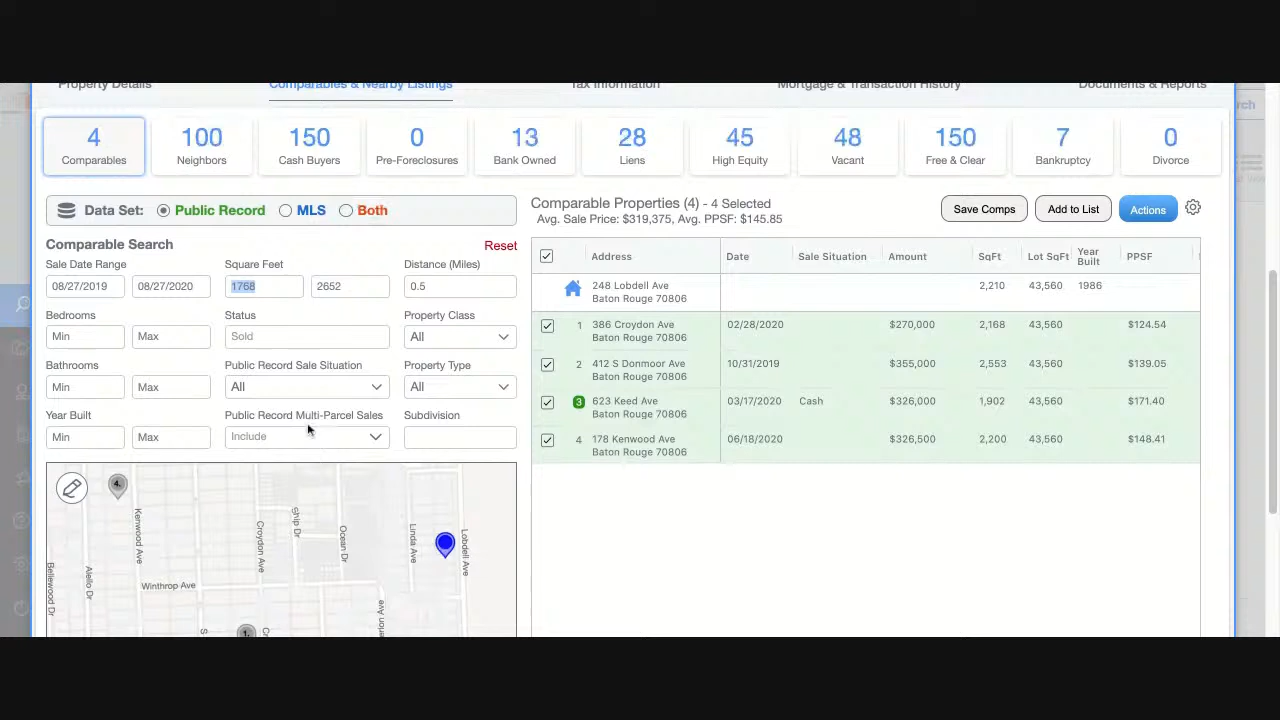 Property Details
Comparables & Nearby Listings
Tax Information
Mortgage & Transaction History
Documents & Reports
rch
4
Comparables
100
Neighbors
150
Cash Buyers
0
Pre-Foreclosures
13
Bank Owned
28
Liens
45
High Equity
48
Vacant
150
Free & Clear
7
Bankruptcy
0
Divorce
Data Set: Public Record MLS Both
Comparable Search Reset
Sale Date Range
08/27/2019 08/27/2020
Square Feet
1768 2652
Distance (Miles)
0.5
Bedrooms
Min Max
Status
Sold
Property Class
All
Bathrooms
Min Max
Public Record Sale Situation
All
Property Type
All
Year Built
Min Max
Public Record Multi-Parcel Sales
Include
Subdivision
4.
Kenwood Ave
Croydon Ave
Ship Dr
Ocean Dr
Linda Ave
Lobdell Ave
Bellewood Dr
Aiello Dr
Winthrop Ave
1.
Comparable Properties (4) - 4 Selected
Avg. Sale Price: $319,375, Avg. PPSF: $145.85
Save Comps Add to List Actions
Address Date Sale Situation Amount SqFt Lot SqFt Year Built PPSF
248 Lobdell Ave 2,210 43,560 1986
Baton Rouge 70806
1 386 Croydon Ave 02/28/2020 $270,000 2,168 43,560 $124.54
Baton Rouge 70806
2 412 S Donmoor Ave 10/31/2019 $355,000 2,553 43,560 $139.05
Baton Rouge 70806
3 623 Keed Ave 03/17/2020 Cash $326,000 1,902 43,560 $171.40
Baton Rouge 70806
4 178 Kenwood Ave 06/18/2020 $326,500 2,200 43,560 $148.41
Baton Rouge 70806